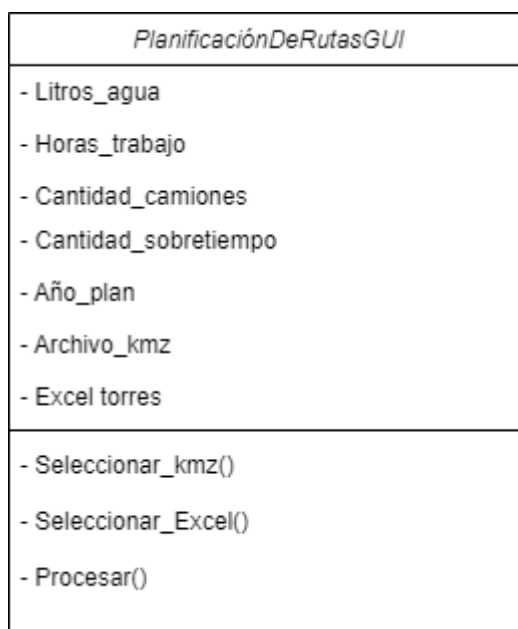 PlanificaciónDeRutasGUI
- Litros_agua
- Horas_trabajo
- Cantidad_camiones
- Cantidad_sobretiempo
- Año_plan
- Archivo_kmz
- Excel torres
- Seleccionar_kmz()
- Seleccionar_Excel()
- Procesar()